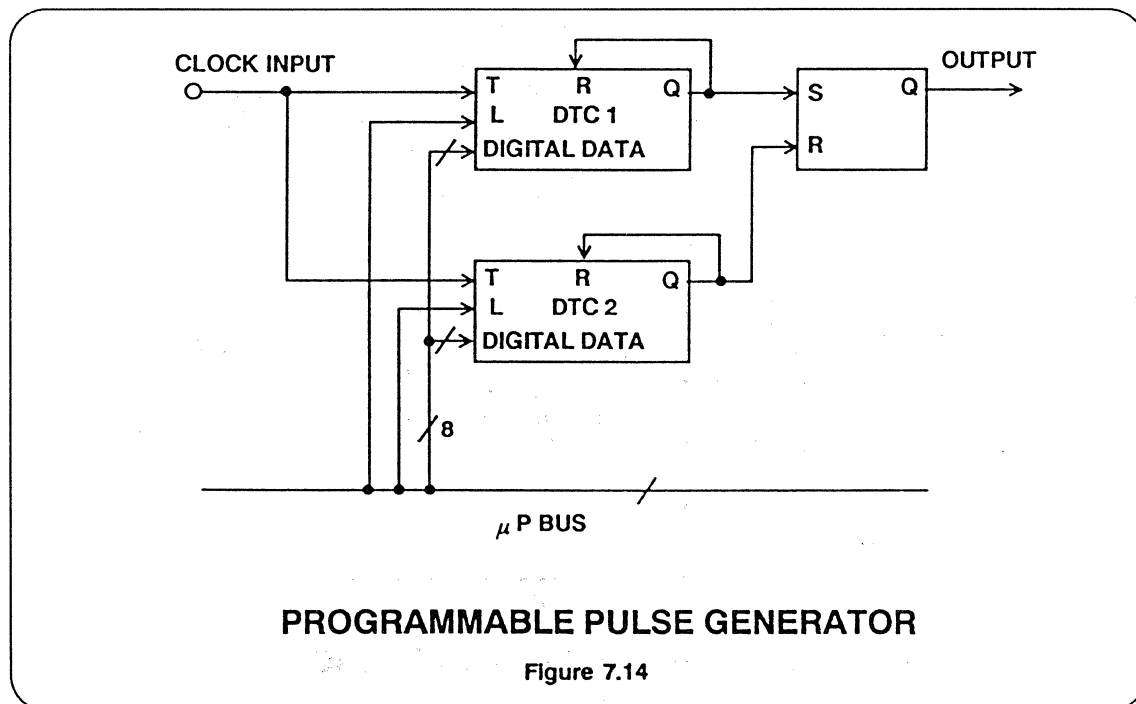 CLOCK INPUT
OUTPUT
T R Q
L DTC 1
DIGITAL DATA
S Q
R
T R Q
L DTC 2
DIGITAL DATA
8
μ P BUS
PROGRAMMABLE PULSE GENERATOR
Figure 7.14